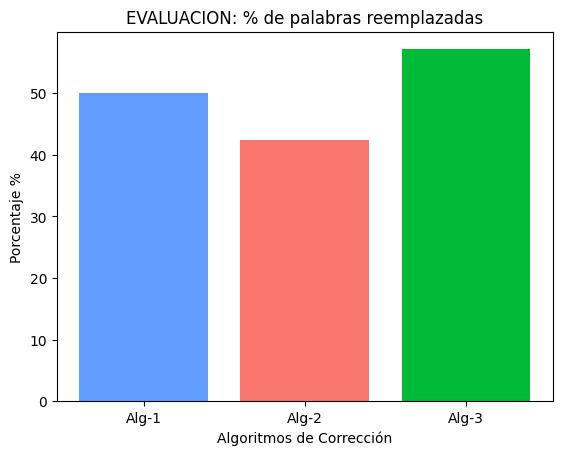 EVALUACION: % de palabras reemplazadas
Porcentaje %
50
40
30
20
10
0
Alg-1 Alg-2 Alg-3
Algoritmos de Corrección